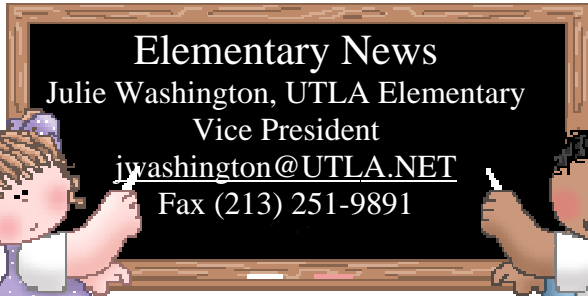 Elementary News
Julie Washington, UTLA Elementary
Vice President
jwashington@UTLA.NET
Fax (213) 251-9891